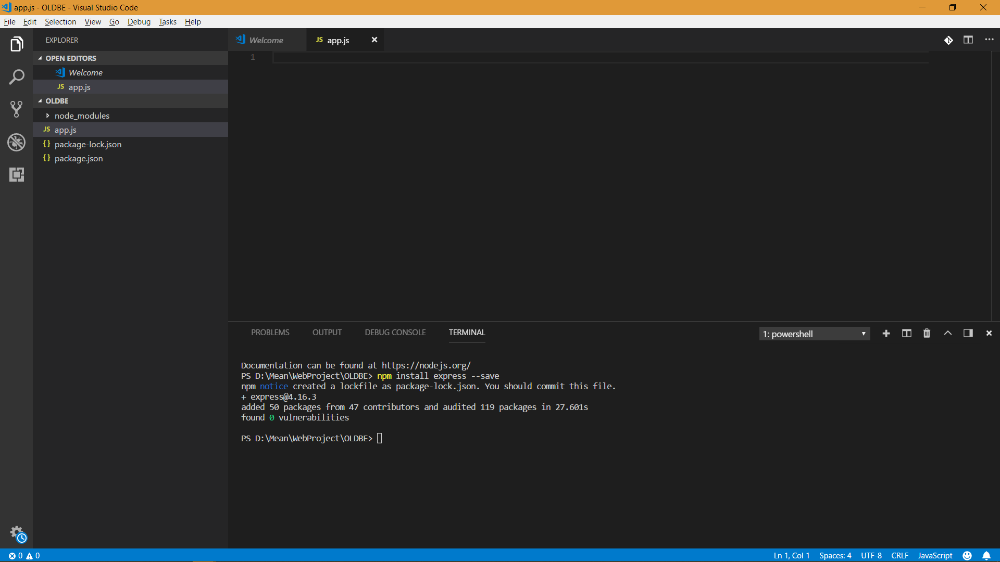 app.js - OLDBE - Visual Studio Code
File Edit Selection View Go Debug Tasks Help
EXPLORER
OPEN EDITORS
Welcome
JS app.js
OLDBE
node_modules
JS app.js
{} package-lock.json
{} package.json
Welcome
JS app.js
1
PROBLEMS OUTPUT DEBUG CONSOLE TERMINAL
1: powershell
Documentation can be found at https://nodejs.org/
PS D:\Mean\WebProject\OLDBE> npm install express --save
npm notice created a lockfile as package-lock.json. You should commit this file.
+ express@4.16.3
added 50 packages from 47 contributors and audited 119 packages in 27.601s
found 0 vulnerabilities
PS D:\Mean\WebProject\OLDBE>
0 0
Ln 1, Col 1 Spaces: 4 UTF-8 CRLF JavaScript